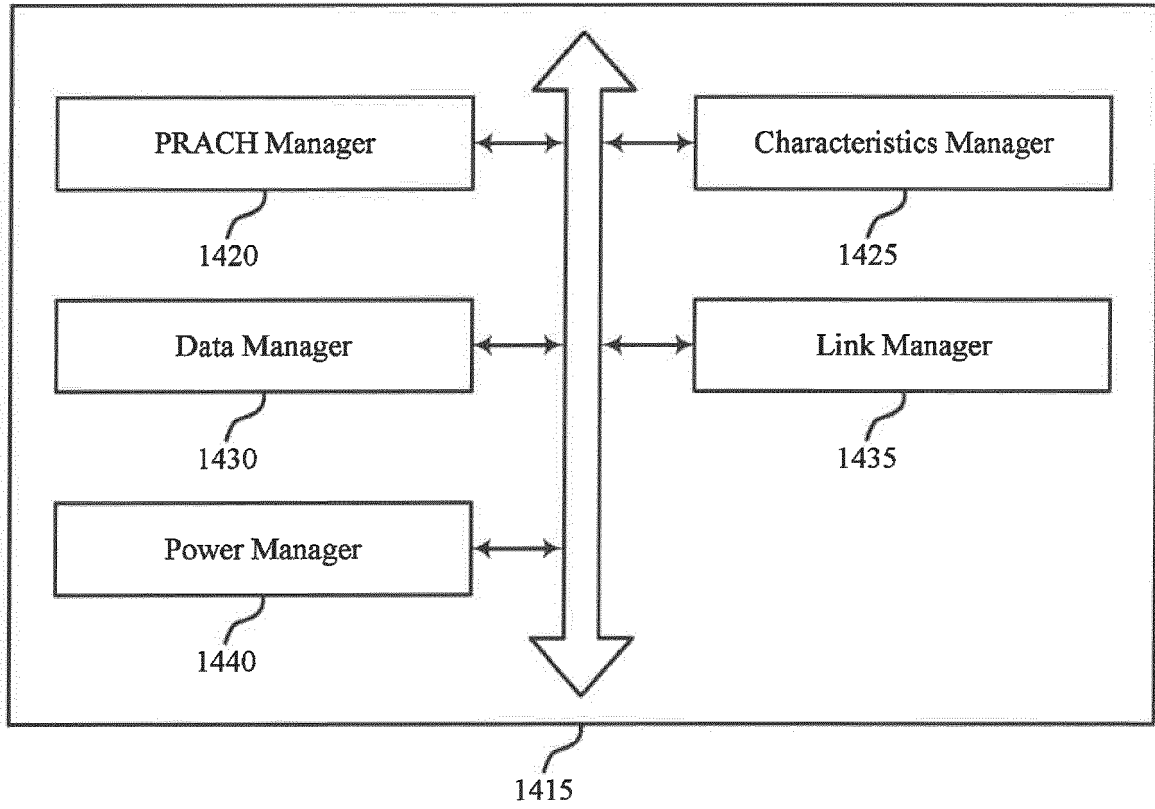 PRACH Manager
Characteristics Manager
1420
1425
Data Manager
Link Manager
1430
1435
Power Manager
1440
1415